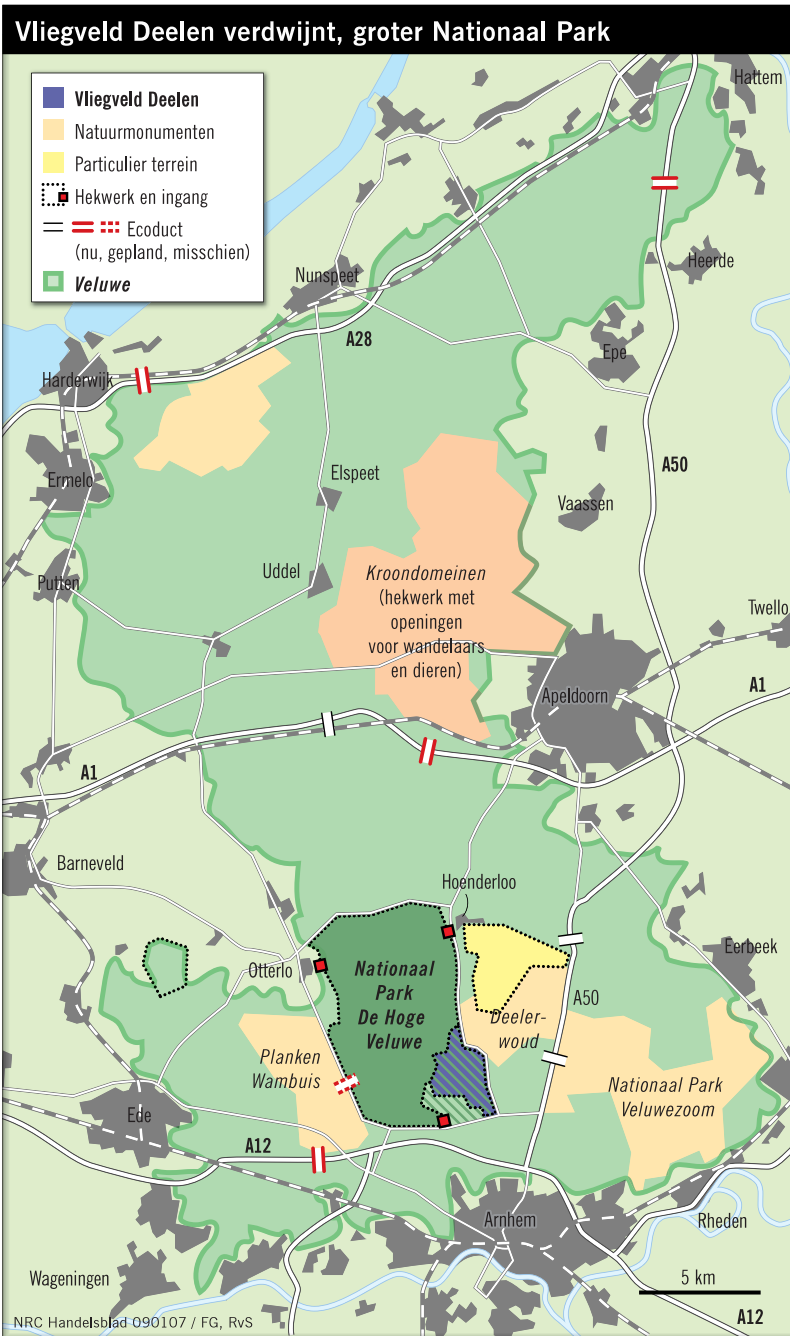 Vliegveld Deelen verdwijnt, groter Nationaal Park
Vliegveld Deelen
Natuurmonumenten
Particulier terrein
Hekwerk en ingang
Ecoduct
(nu, gepland, misschien)
Veluwe
Hattem
Nunspeet
Heerde
A28
Epe
Harderwijk
A50
Ermelo
Elspeet
Vaassen
Putten
Uddel
Kroondomeinen
(hekwerk met
openingen
voor wandelaars
en dieren)
Twello
Apeldoorn
A1
A1
Barneveld
Hoenderloo
Eerbeek
Otterlo
Nationaal
Park
De Hoge
Veluwe
A50
Deeler-
woud
Planken
Wambuis
Nationaal Park
Veluwezoom
Ede
A12
Arnhem
Rheden
Wageningen
5 km
A12
NRC Handelsblad 090107 / FG, RvS